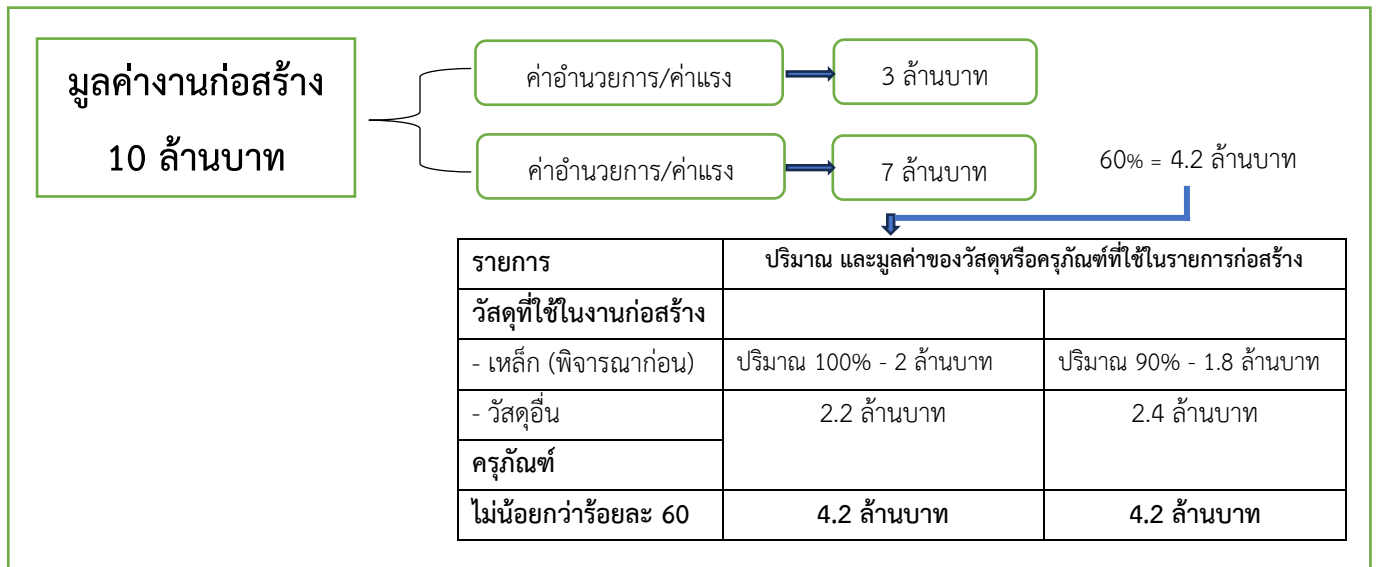 มูลค่างานก่อสร้าง
10 ล้านบาท
ค่าอำนวยการ/ค่าแรง
3 ล้านบาท
ค่าอำนวยการ/ค่าแรง
7 ล้านบาท
60% = 4.2 ล้านบาท
รายการ
ปริมาณ และมูลค่าของวัสดุหรือครุภัณฑ์ที่ใช้ในรายการก่อสร้าง
วัสดุที่ใช้ในงานก่อสร้าง
- เหล็ก (พิจารณาก่อน)
ปริมาณ 100% - 2 ล้านบาท
ปริมาณ 90% - 1.8 ล้านบาท
- วัสดุอื่น
2.2 ล้านบาท
2.4 ล้านบาท
ครุภัณฑ์
ไม่น้อยกว่าร้อยละ 60
4.2 ล้านบาท
4.2 ล้านบาท